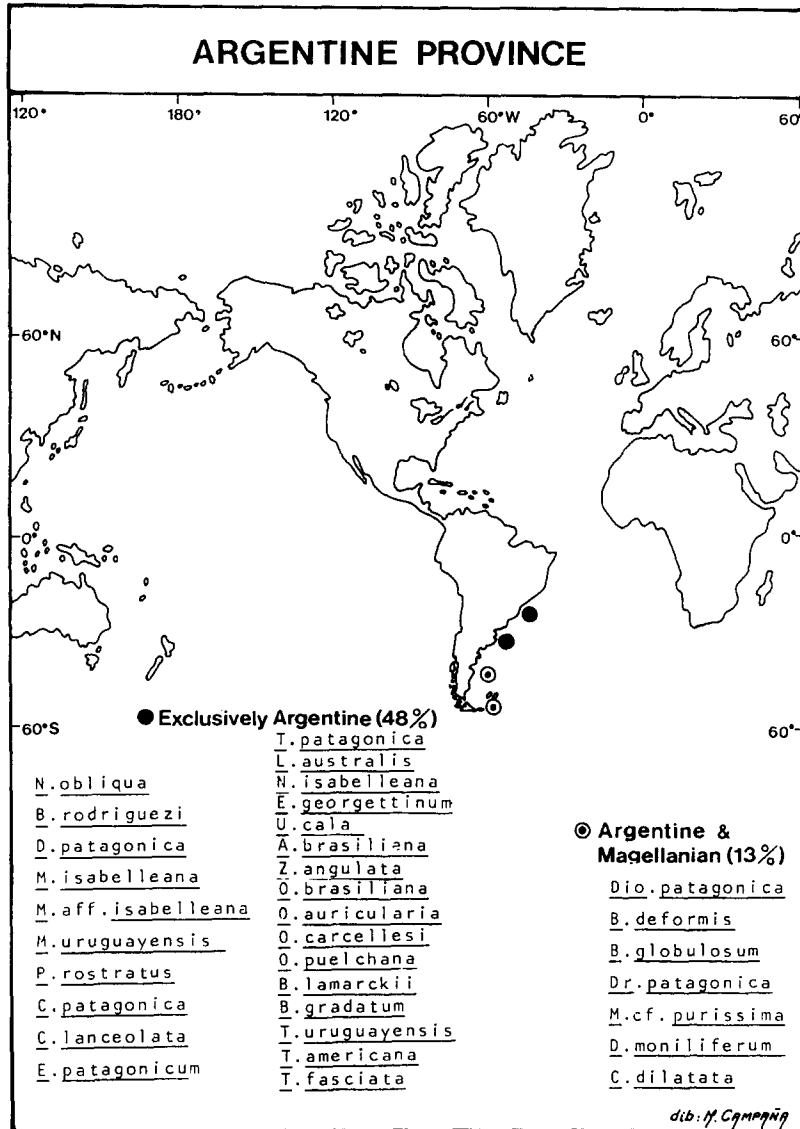 ARGENTINE PROVINCE
120° 180° 120° 60°W 0° 60
60°N 60°
0° 0°
60°S 60°
Exclusively Argentine (48%)
N. obliqua
B. rodriguezi
D. patagonica
M. isabelleana
M. aff. isabelleana
M. uruguayensis
P. rostratus
C. patagonica
C. lanceolata
E. patagonicum
T. patagonica
L. australis
N. isabelleana
E. georgettinum
U. cala
A. brasiliana
Z. angulata
O. brasiliana
O. auricularia
O. carcellesi
O. puelchana
B. lamarckii
B. gradatum
T. uruguayensis
T. americana
T. fasciata
Argentine &
Magellanian (13%)
Dio. patagonica
B. deformis
B. globulosum
Dr. patagonica
M. cf. purissima
D. moniliferum
C. dilatata
dib: M. CAMPAÑA